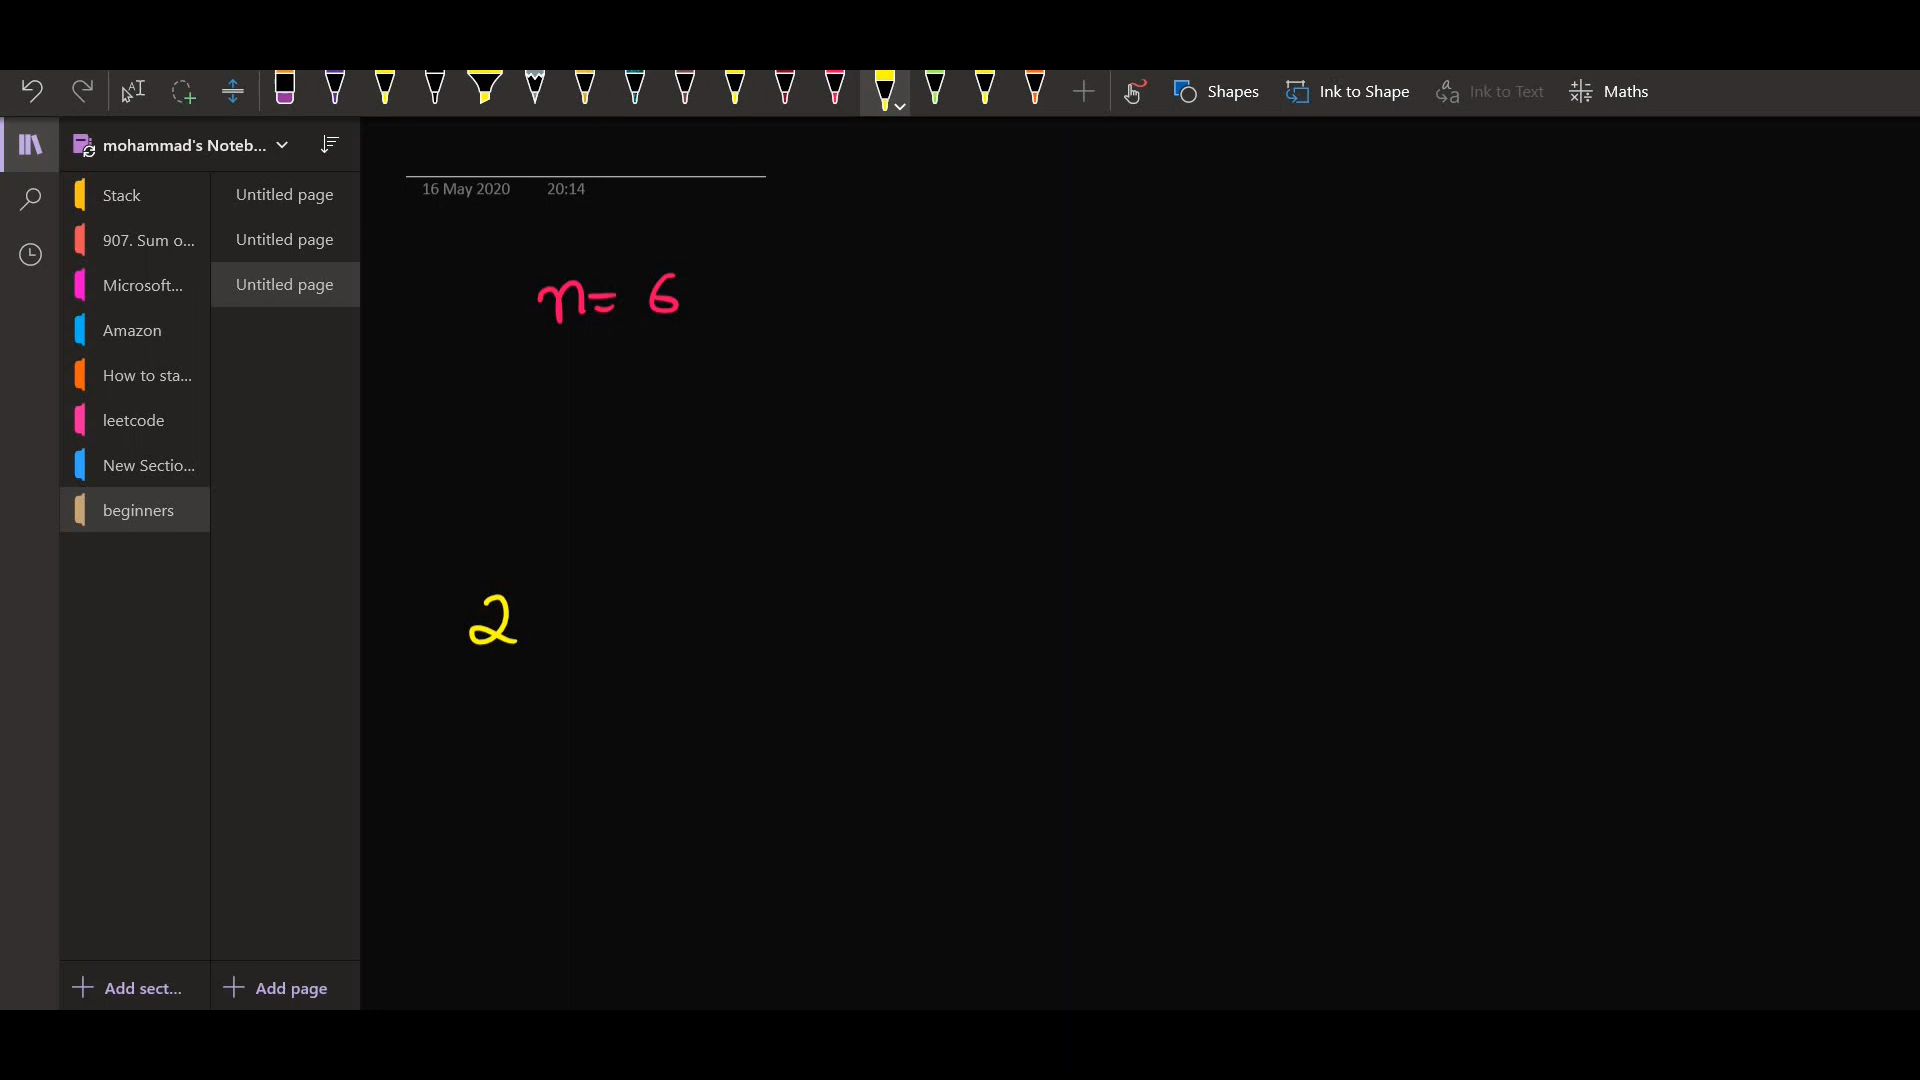 Shapes
Ink to Shape
Ink to Text
Maths
mohammad's Noteb...
Stack
907. Sum o...
Microsoft...
Amazon
How to sta...
leetcode
New Sectio...
beginners
Add sect...
Untitled page
Untitled page
Untitled page
Add page
16 May 2020 20:14
n= 6
2